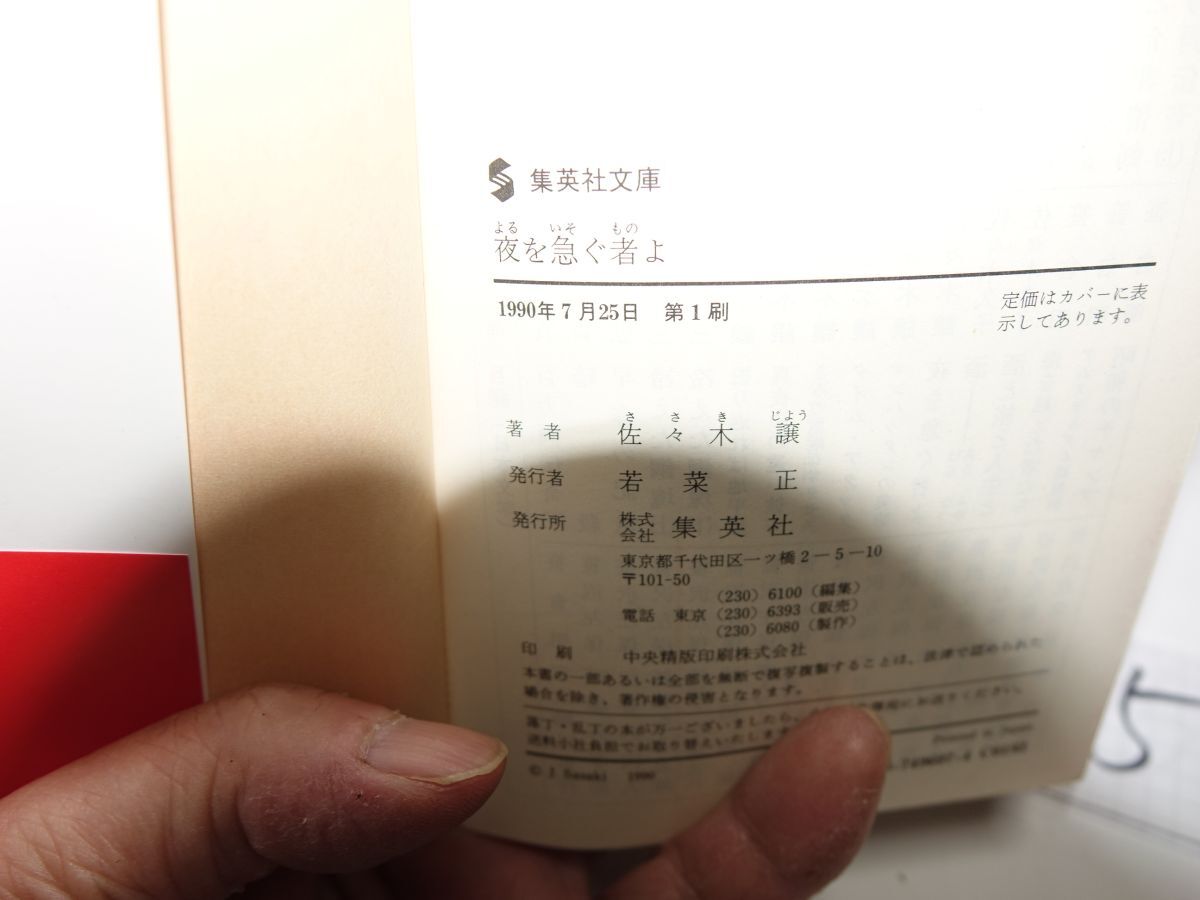 集英社文庫
よる いそ もの
夜を急ぐ者よ
1990年7月25日 第1刷
定価はカバーに表
示してあります。
さ さ き じよう
著者 佐々木 譲
発行者 若菜 正
発行所 株式会社 集英社
東京都千代田区一ツ橋2-5-10
〒101-50
(230) 6100 (編集)
電話 東京 (230) 6393 (販売)
(230) 6080 (製作)
印刷 中央精版印刷株式会社
本書の一部あるいは全部を無断で複写複製することは、法律で認められた
場合を除き、著作権の侵害となります。
落丁・乱丁の本が万一ございましたら、
送料小社負担でお取り替えいたします
Printed in Japan
© J. Sasaki 1990